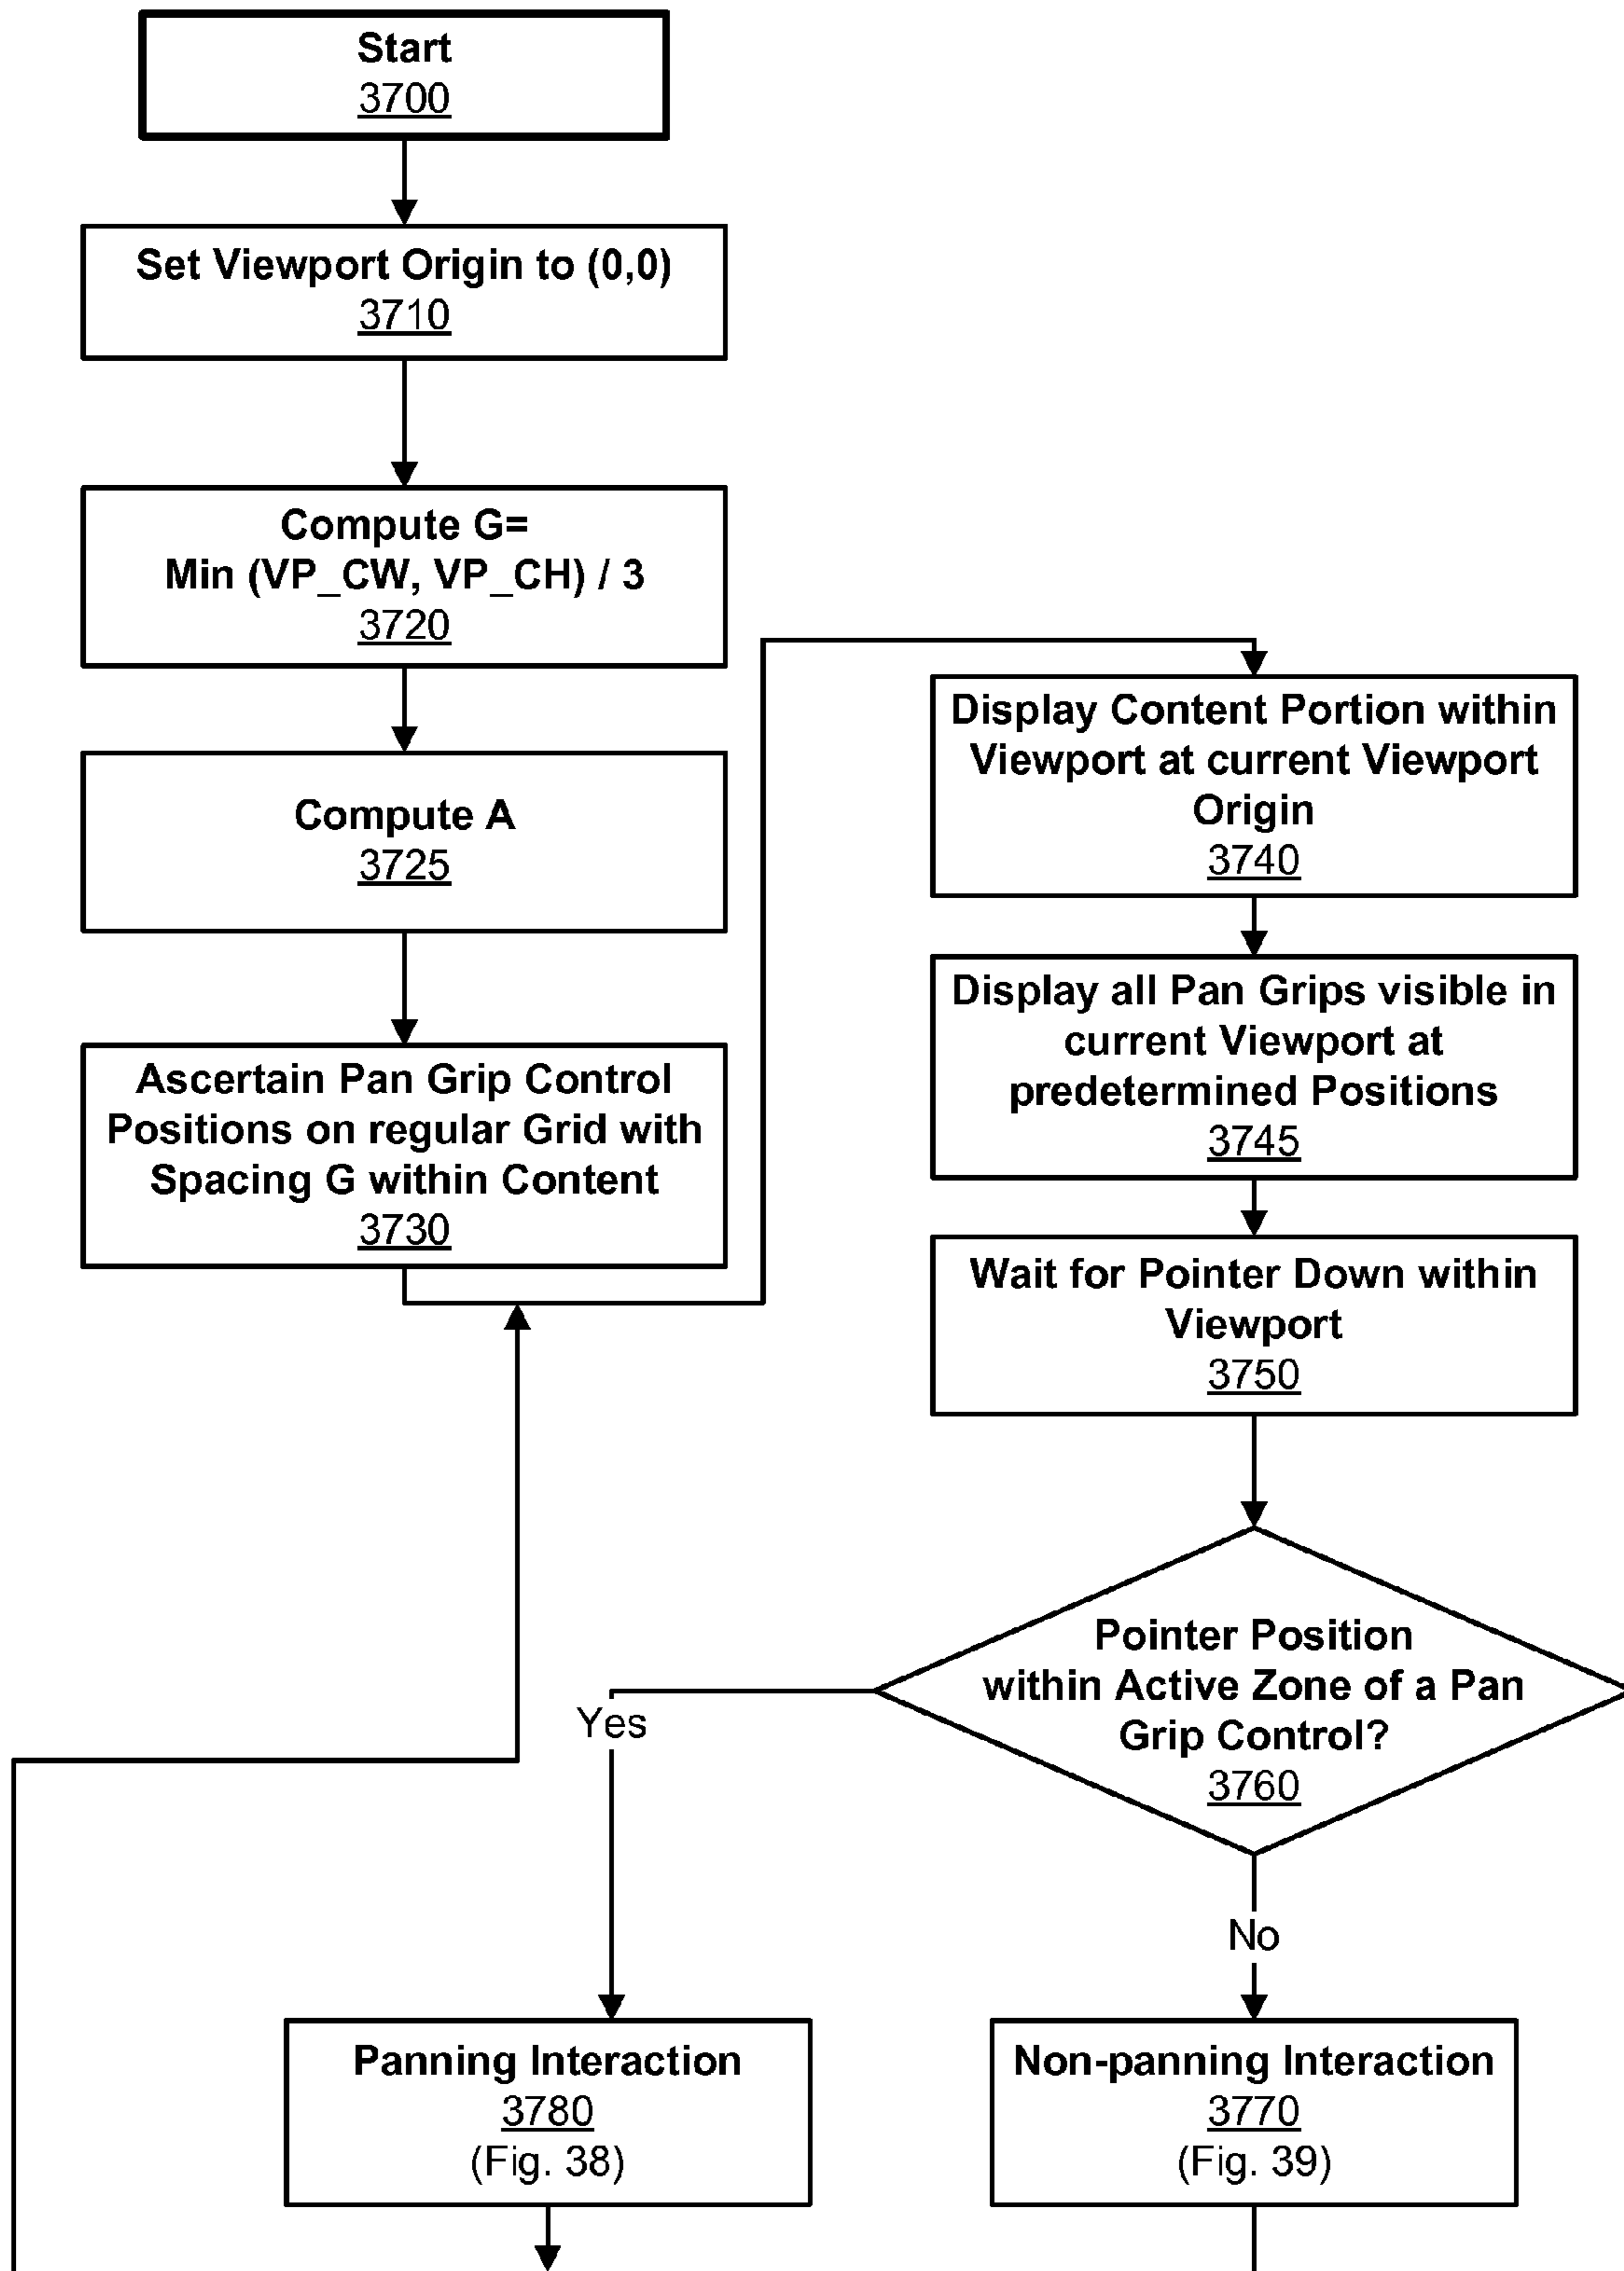 Start
3700
Set Viewport Origin to (0,0)
3710
Compute G=
Min (VP_CW, VP_CH) / 3
3720
Compute A
3725
Ascertain Pan Grip Control
Positions on regular Grid with
Spacing G within Content
3730
Display Content Portion within
Viewport at current Viewport
Origin
3740
Display all Pan Grips visible in
current Viewport at
predetermined Positions
3745
Wait for Pointer Down within
Viewport
3750
Pointer Position
within Active Zone of a Pan
Grip Control?
3760
Yes
No
Panning Interaction
3780
(Fig. 38)
Non-panning Interaction
3770
(Fig. 39)